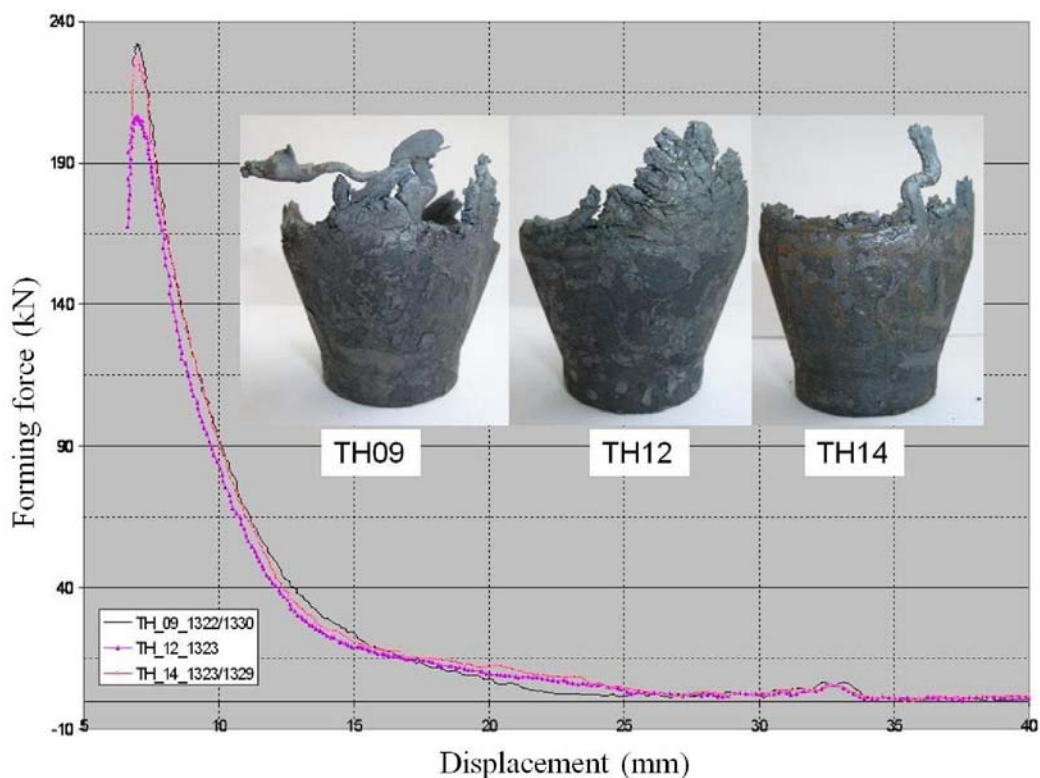 240
190
140
90
40
-10
Forming force (kN)
TH09
TH12
TH14
TH_09_1322/1330
TH_12_1323
TH_14_1323/1329
5
10
15
20
25
30
35
40
Displacement (mm)